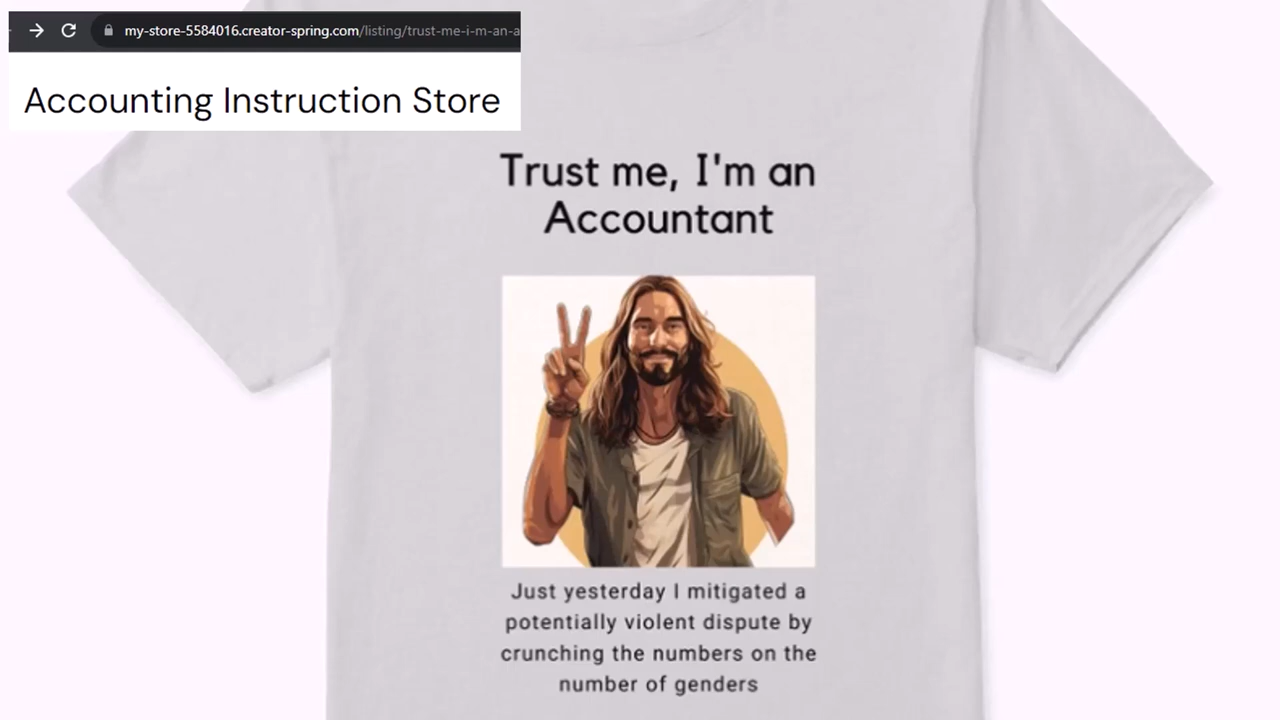 my-store-5584016.creator-spring.com/listing/trust-me-i-m-an-a
Accounting Instruction Store
Trust me, I'm an
Accountant
Just yesterday I mitigated a
potentially violent dispute by
crunching the numbers on the
number of genders